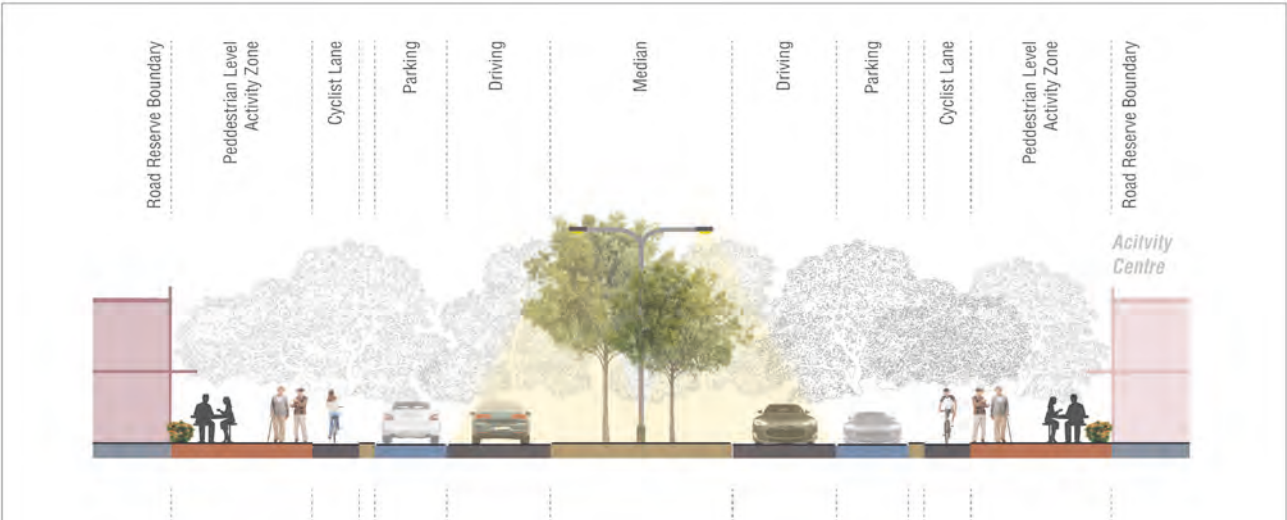 Road Reserve Boundary
Peddestrian Level
Activity Zone
Cyclist Lane
Parking
Driving
Median
Driving
Parking
Cyclist Lane
Peddestrian Level
Activity Zone
Road Reserve Boundary
Acitvity
Centre